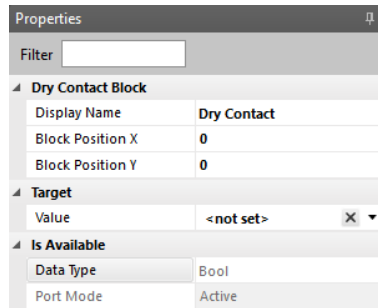 Properties
Filter
Dry Contact Block
Display Name Dry Contact
Block Position X 0
Block Position Y 0
Target
Value <not set>
Is Available
Data Type Bool
Port Mode Active